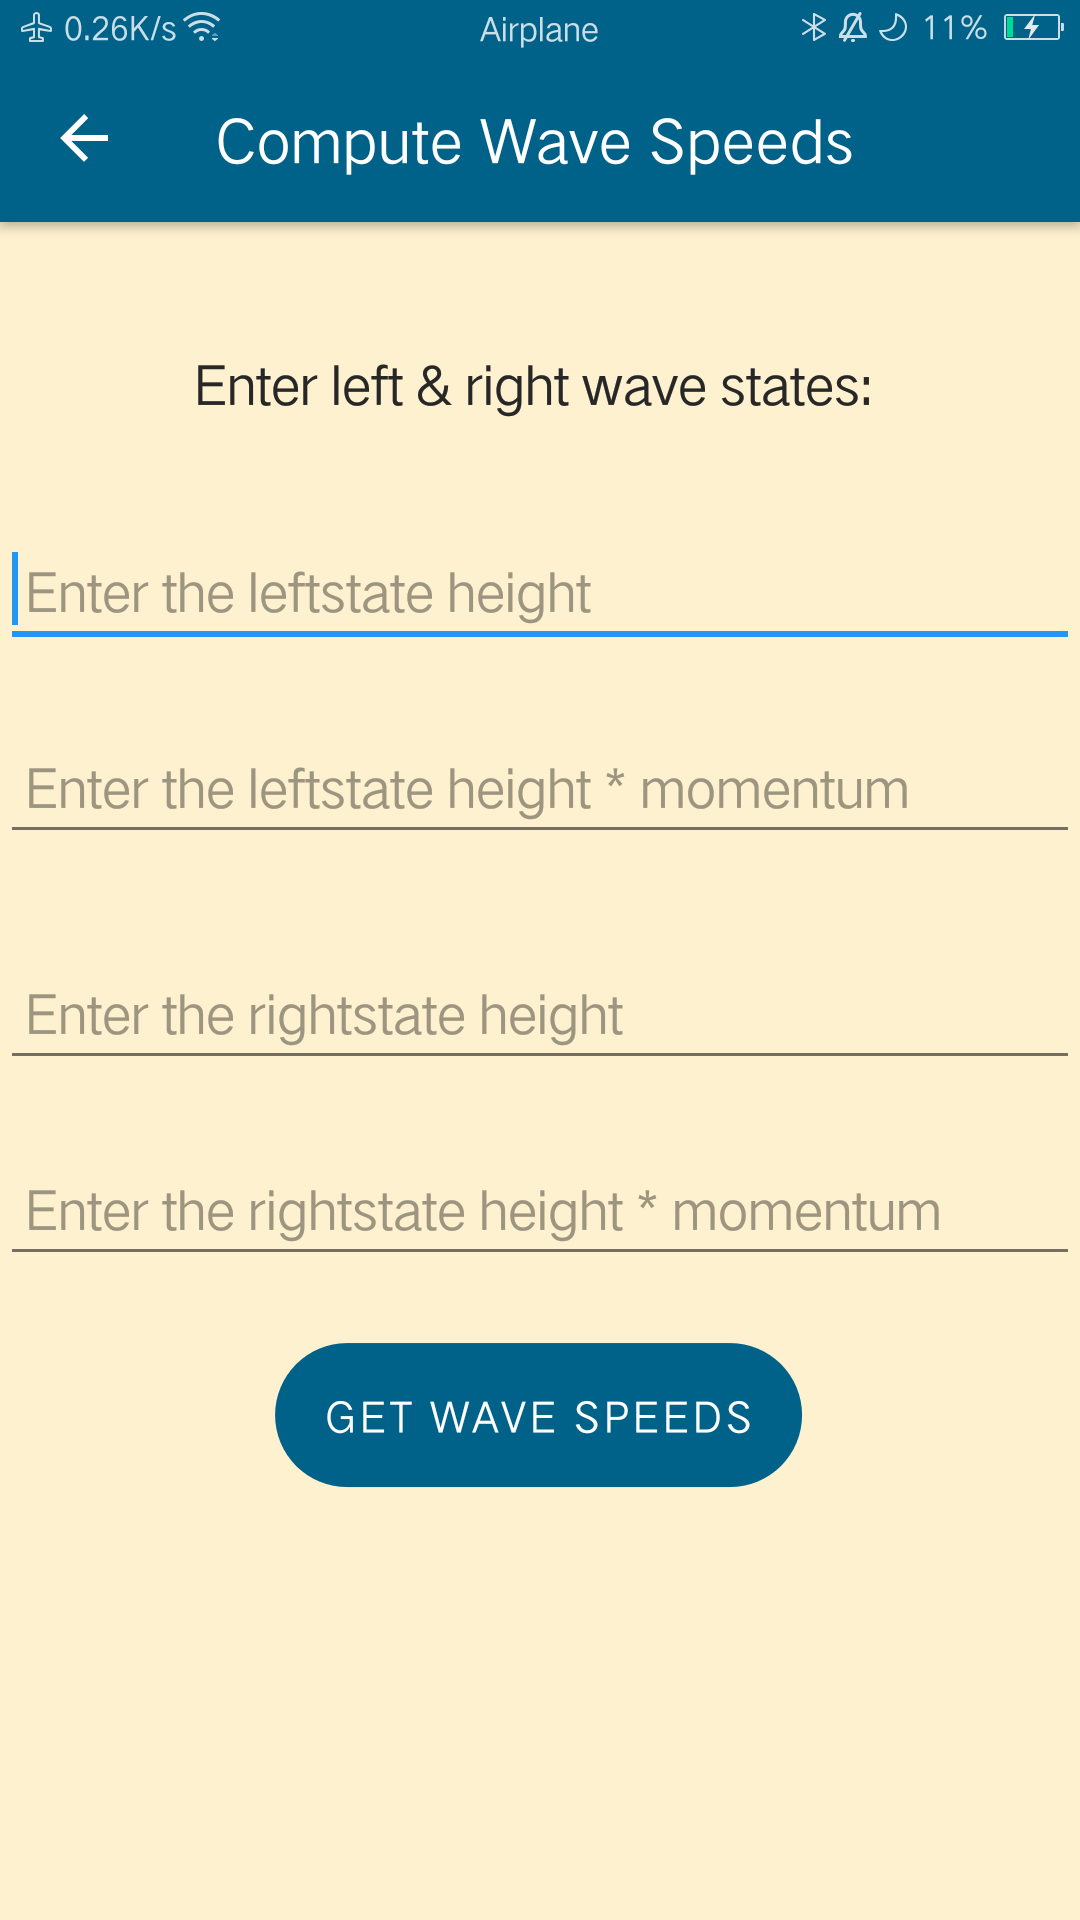 0.26K/s Airplane 11%
Compute Wave Speeds
Enter left & right wave states:
Enter the leftstate height
Enter the leftstate height * momentum
Enter the rightstate height
Enter the rightstate height * momentum
GET WAVE SPEEDS